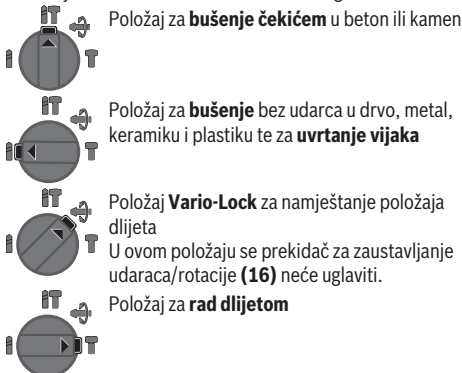 Položaj za bušenje čekićem u beton ili kamen
Položaj za bušenje bez udarca u drvo, metal,
keramiku i plastiku te za uvrtanje vijaka
Položaj Vario-Lock za namještanje položaja
dlijeta
U ovom položaju se prekidač za zaustavljanje
udaraca/rotacije (16) neće uglaviti.
Položaj za rad dlijetom